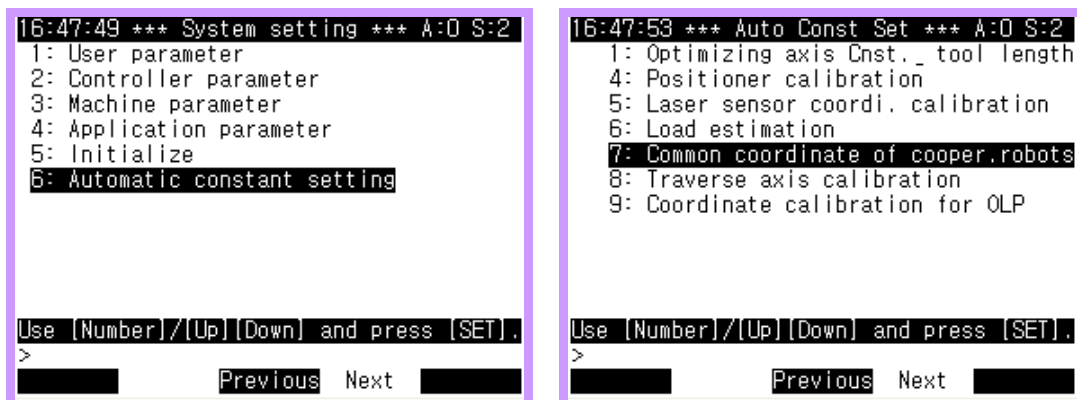 16:47:49 *** System setting *** A:0 S:2
1: User parameter
2: Controller parameter
3: Machine parameter
4: Application parameter
5: Initialize
6: Automatic constant setting
Use [Number]/[Up][Down] and press [SET].
>
Previous Next
16:47:53 *** Auto Const Set *** A:0 S:2
1: Optimizing axis Cnst._ tool length
4: Positioner calibration
5: Laser sensor coordi. calibration
6: Load estimation
7: Common coordinate of cooper.robots
8: Traverse axis calibration
9: Coordinate calibration for OLP
Use [Number]/[Up][Down] and press [SET].
>
Previous Next